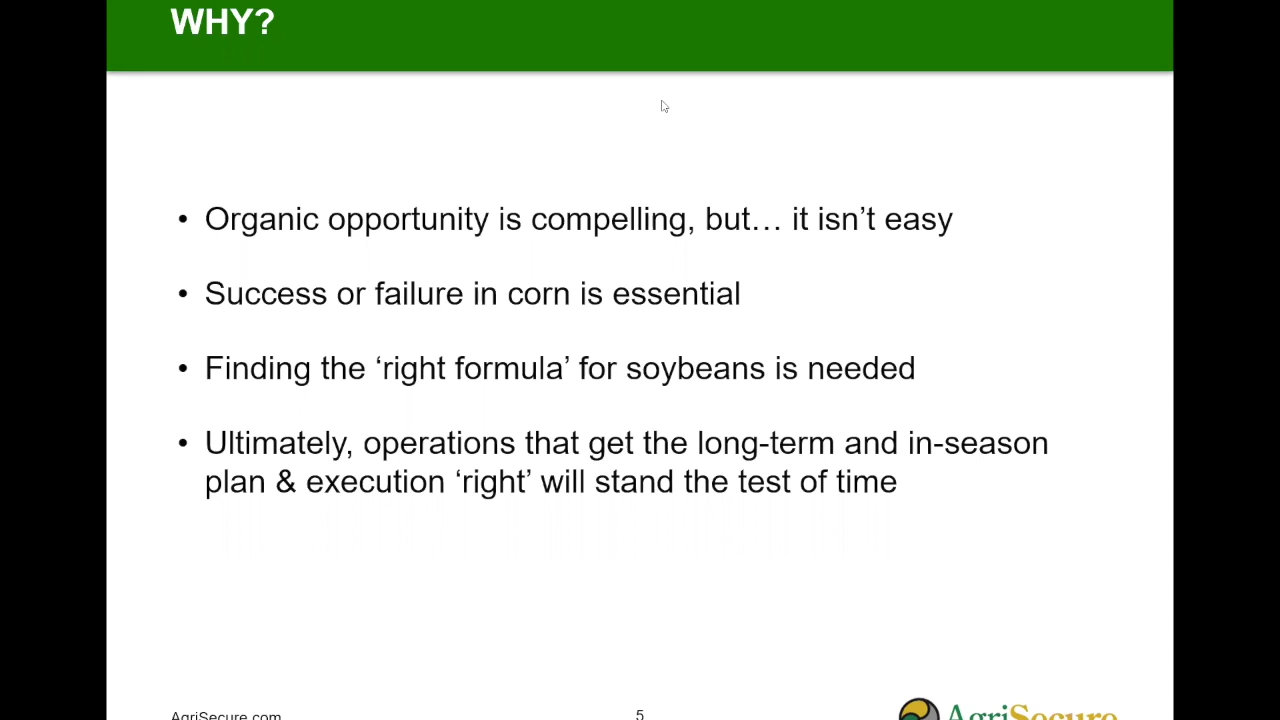 WHY?
• Organic opportunity is compelling, but… it isn’t easy
• Success or failure in corn is essential
• Finding the ‘right formula’ for soybeans is needed
• Ultimately, operations that get the long-term and in-season
plan & execution ‘right’ will stand the test of time
AgriSecure.com
5
AgriSecure